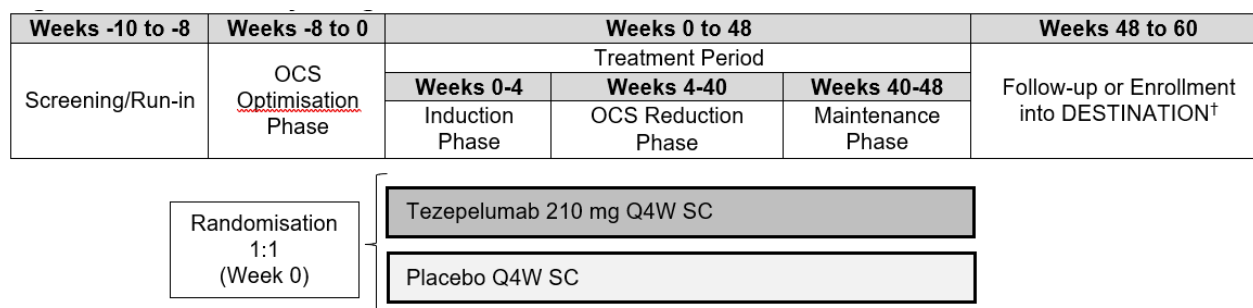 Weeks -10 to -8 Weeks -8 to 0 Weeks 0 to 48 Weeks 48 to 60
Treatment Period
Screening/Run-in
OCS
Optimisation
Phase
Weeks 0-4 Weeks 4-40 Weeks 40-48
Induction
Phase
OCS Reduction
Phase
Maintenance
Phase
Follow-up or Enrollment
into DESTINATION†
Randomisation
1:1
(Week 0)
Tezepelumab 210 mg Q4W SC
Placebo Q4W SC